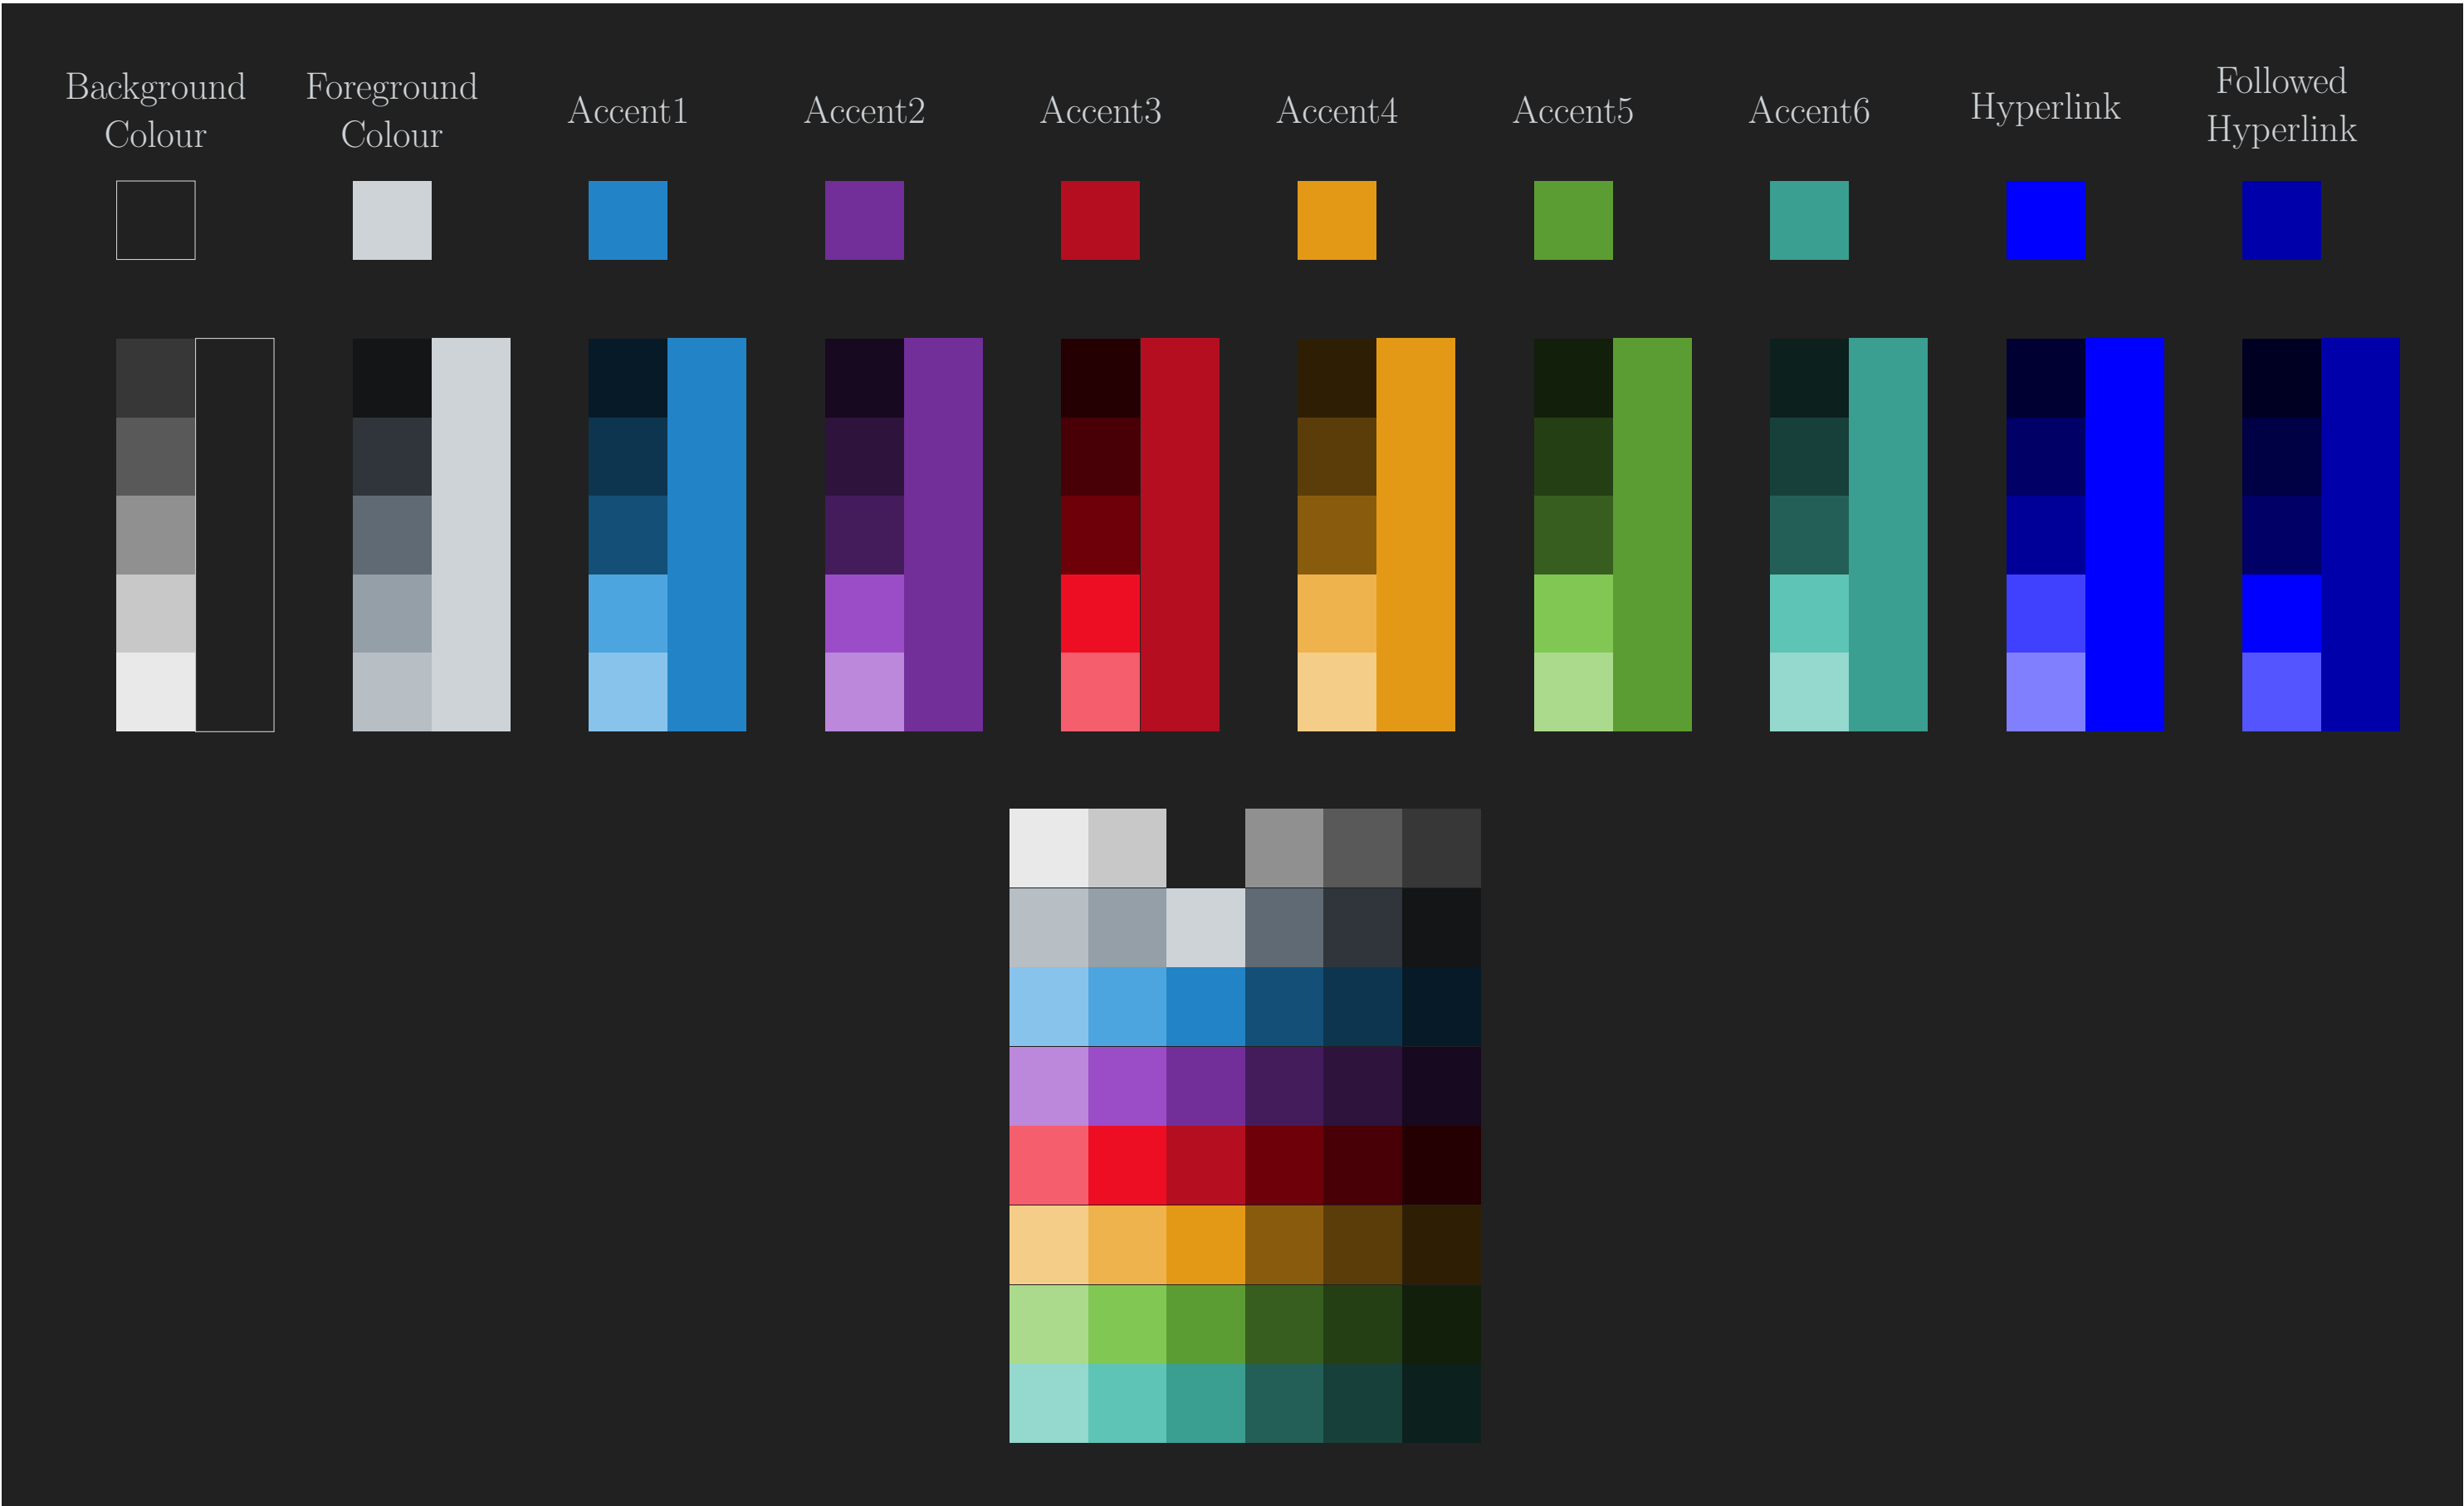 Background
Colour
Foreground
Colour
Accent1
Accent2
Accent3
Accent4
Accent5
Accent6
Hyperlink
Followed
Hyperlink